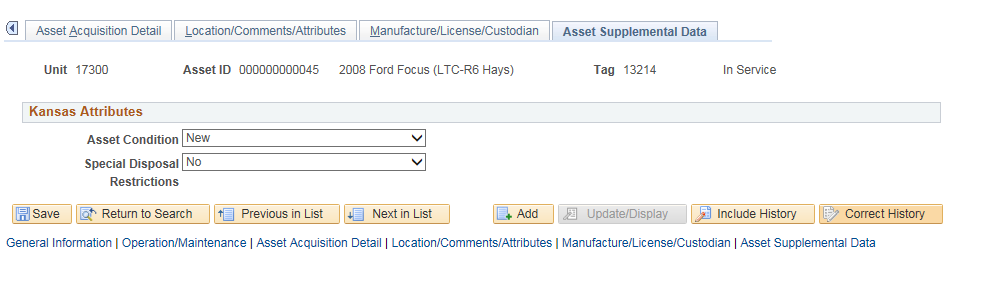 Asset Acquisition Detail Location/Comments/Attributes Manufacture/License/Custodian Asset Supplemental Data
Unit 17300 Asset ID 000000000045 2008 Ford Focus (LTC-R6 Hays) Tag 13214 In Service
Kansas Attributes
Asset Condition New
Special Disposal No
Restrictions
Save Return to Search Previous in List Next in List Add Update/Display Include History Correct History
General Information | Operation/Maintenance | Asset Acquisition Detail | Location/Comments/Attributes | Manufacture/License/Custodian | Asset Supplemental Data